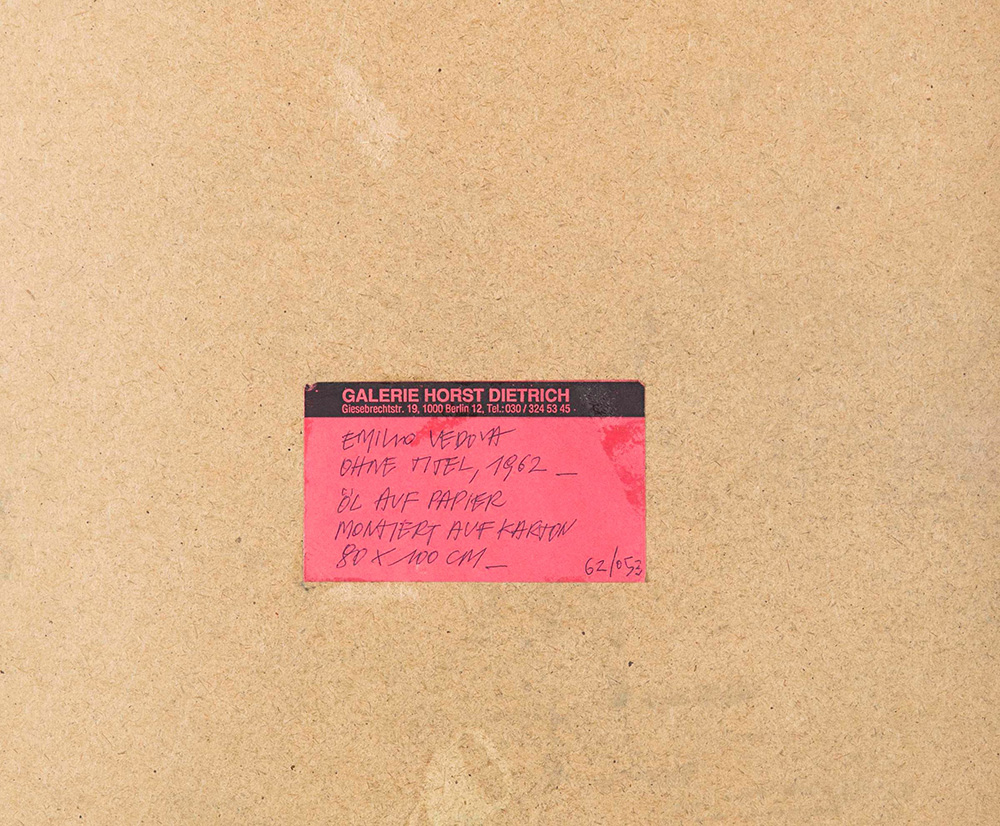 GALERIE HORST DIETRICH
Giesebrechtstr. 19, 1000 Berlin 12, Tel.: 030 / 324 53 45
EMILIO VEDOVA
OHNE TITEL, 1962 _
ÖL AUF PAPIER
MONTIERT AUF KARTON
80 X 100 CM _
62/053